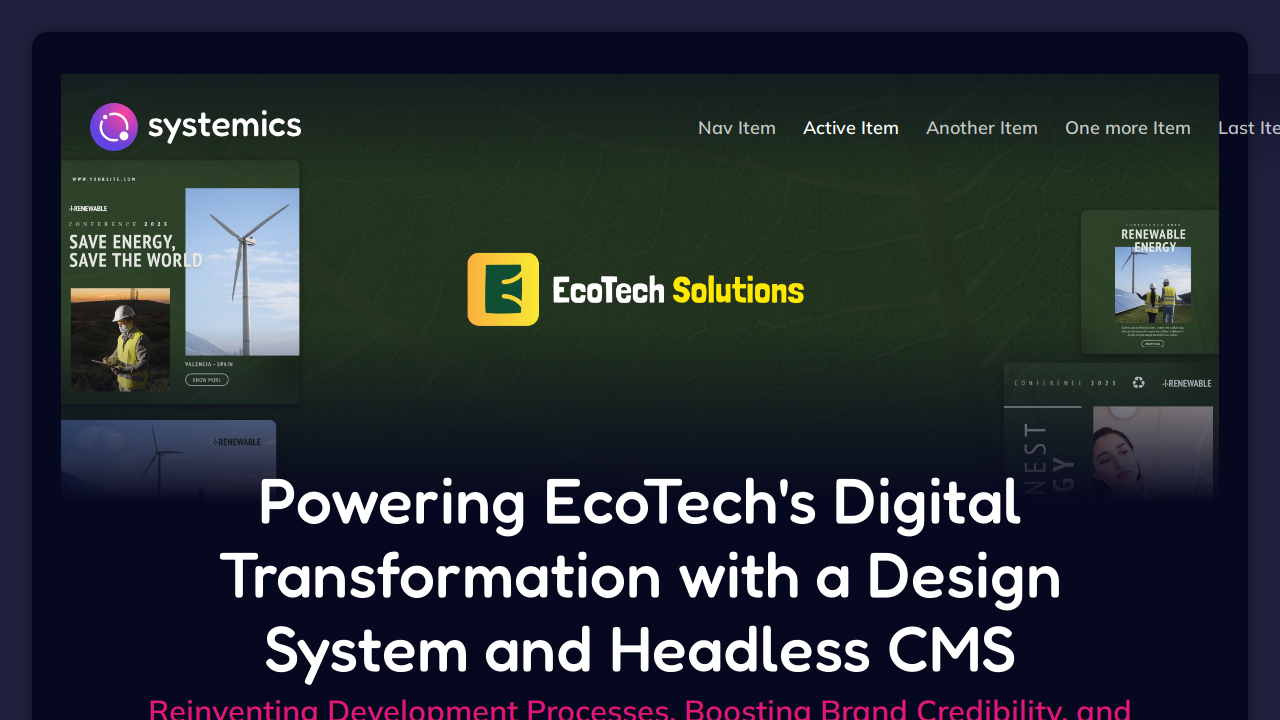 systemics
Nav Item
Active Item
Another Item
One more Item
Last Ite
WWW.YOURSITE.COM
RENEWABLE
CONFERENCE 2023
SAVE ENERGY,
SAVE THE WORLD
VALENCIA - SPAIN
KNOW MORE
RENEWABLE
EcoTech Solutions
RENEWABLE
ENERGY
CONFERENCE 2023
RENEWABLE
NEST
GY
Powering EcoTech's Digital
Transformation with a Design
System and Headless CMS
Reinventing Development Processes, Boosting Brand Credibility, and